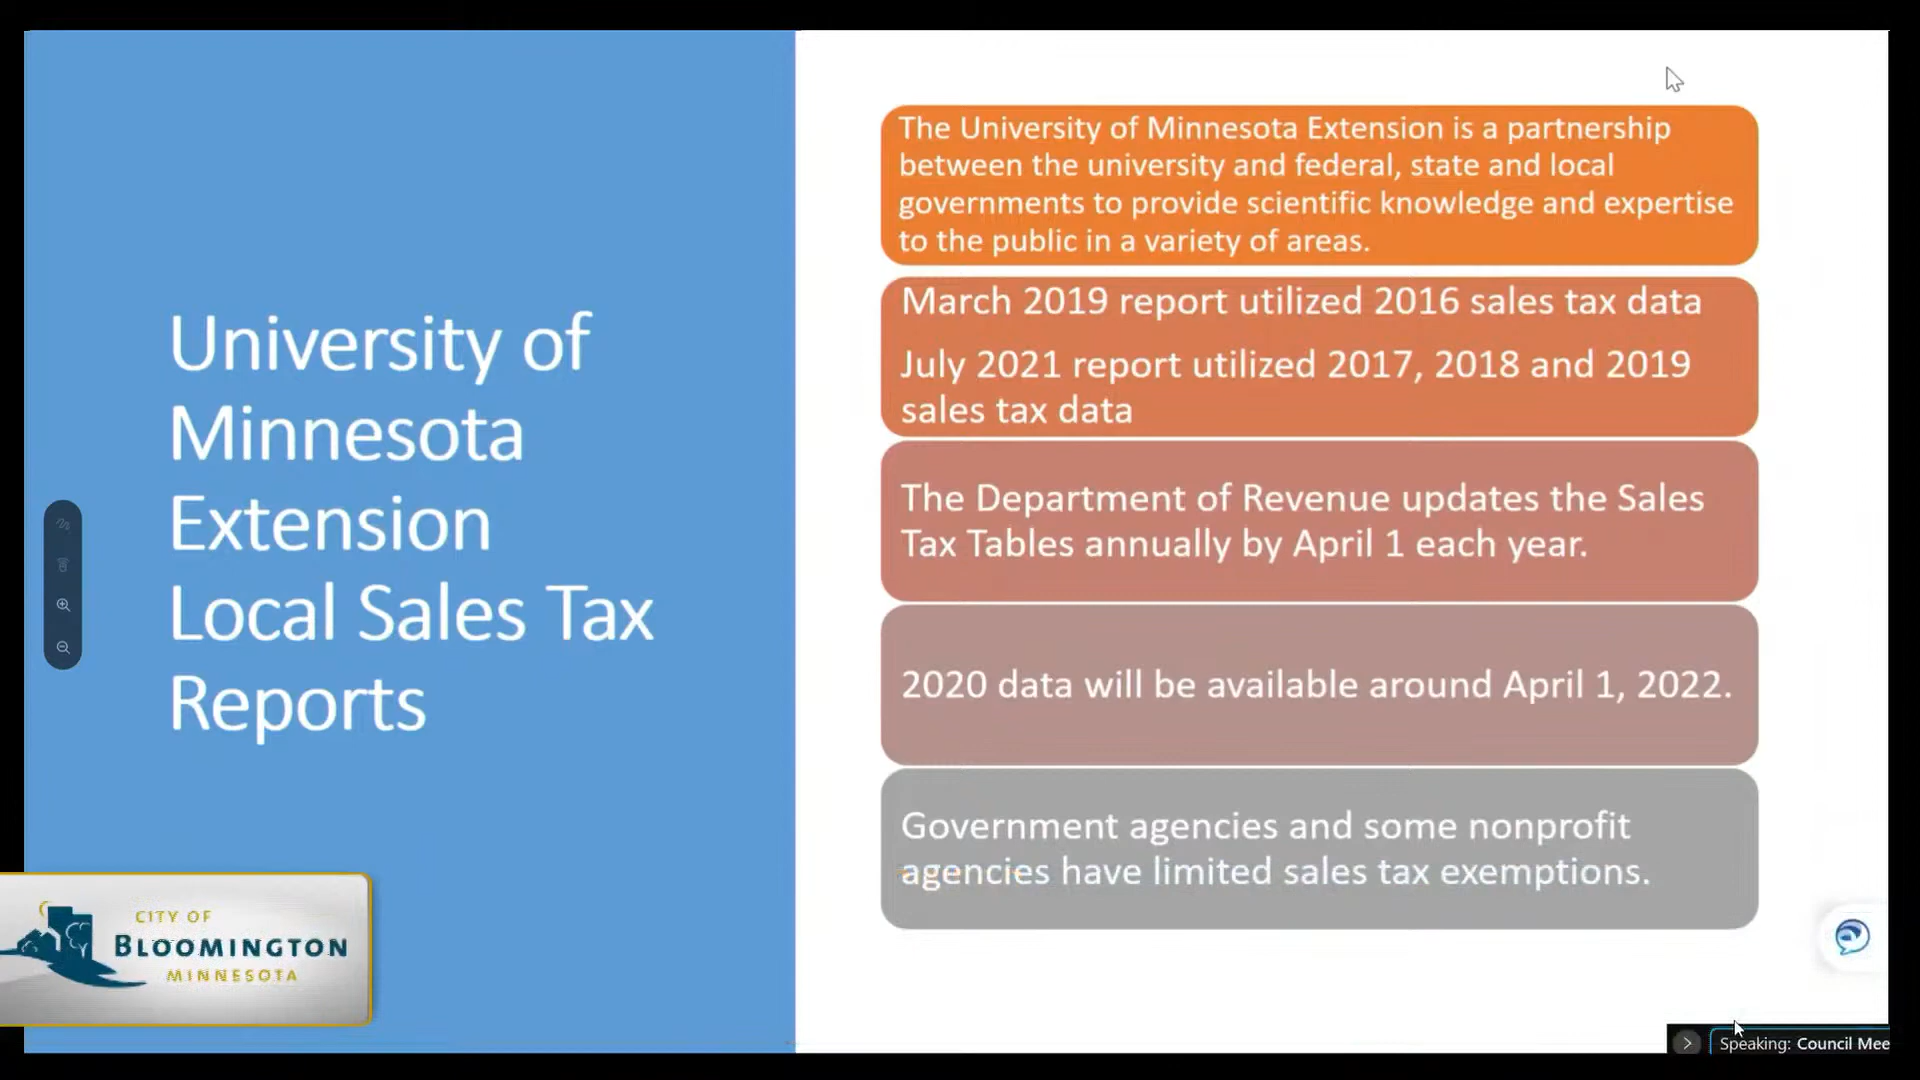 University of
Minnesota
Extension
Local Sales Tax
Reports
The University of Minnesota Extension is a partnership
between the university and federal, state and local
governments to provide scientific knowledge and expertise
to the public in a variety of areas.
March 2019 report utilized 2016 sales tax data
July 2021 report utilized 2017, 2018 and 2019
sales tax data
The Department of Revenue updates the Sales
Tax Tables annually by April 1 each year.
2020 data will be available around April 1, 2022.
Government agencies and some nonprofit
agencies have limited sales tax exemptions.
CITY OF
BLOOMINGTON
MINNESOTA
Speaking: Council Mee